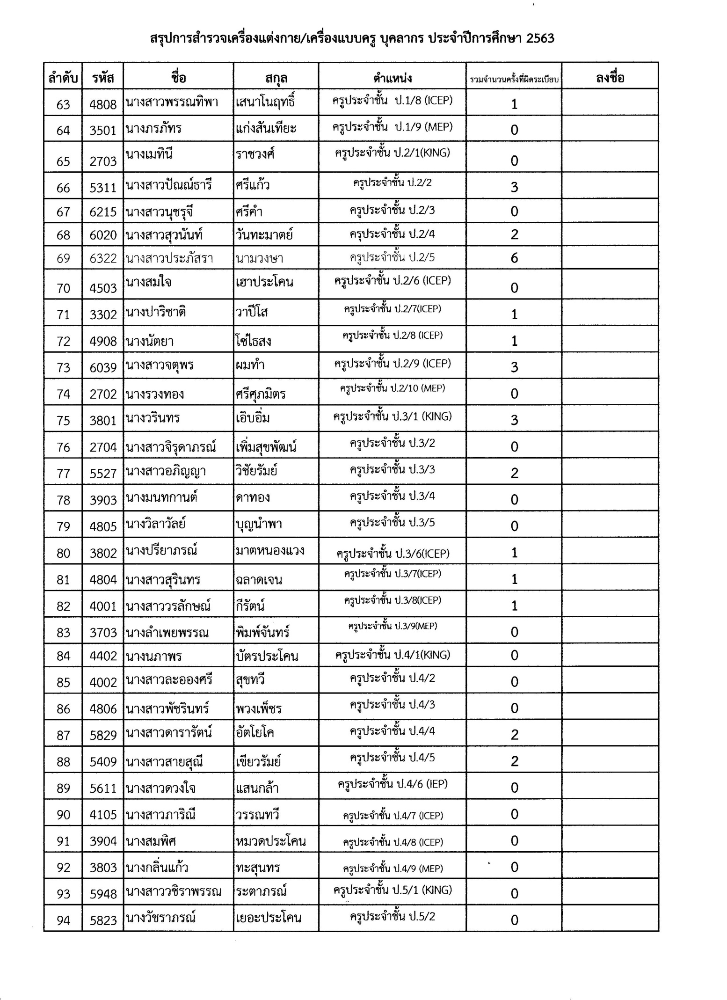 สรุปการสำรวจเครื่องแต่งกาย/เครื่องแบบครู บุคลากร ประจำปีการศึกษา 2563
ลำดับ รหัส ชื่อ สกุล ตำแหน่ง รวมจำนวนครั้งที่ผิดระเบียบ ลงชื่อ
63 4808 นางสาวพรรณทิพา เสนาโนฤทธิ์ ครูประจำชั้น ป.1/8 (ICEP) 1
64 3501 นางภรภัทร แก่งสันเทียะ ครูประจำชั้น ป.1/9 (MEP) 0
65 2703 นางเมทินี ราชวงศ์ ครูประจำชั้น ป.2/1(KING) 0
66 5311 นางสาวปัณณ์ธารี ศรีแก้ว ครูประจำชั้น ป.2/2 3
67 6215 นางสาวนุชรุจี ศรีคำ ครูประจำชั้น ป.2/3 0
68 6020 นางสาวสุวนันท์ วันทะมาตย์ ครุประจำชั้น ป.2/4 2
69 6322 นางสาวประภัสรา นามวงษา ครูประจำชั้น ป.2/5 6
70 4503 นางสมใจ เฮาประโคน ครูประจำชั้น ป.2/6 (ICEP) 0
71 3302 นางปาริชาติ วาปีโส ครูประจำชั้น ป.2/7(ICEP) 1
72 4908 นางนัตยา โซ่ไธสง ครูประจำชั้น ป.2/8 (ICEP) 1
73 6039 นางสาวจตุพร ผมทำ ครูประจำชั้น ป.2/9 (ICEP) 3
74 2702 นางรวงทอง ศรีศุภมิตร ครูประจำชั้น ป.2/10 (MEP) 0
75 3801 นางวรินทร เอิบอิ่ม ครูประจำชั้น ป.3/1 (KING) 3
76 2704 นางสาวจิรุดาภรณ์ เพิ่มสุขพัฒน์ ครูประจำชั้น ป.3/2 0
77 5527 นางสาวอภิญญา วิชัยรัมย์ ครูประจำชั้น ป.3/3 2
78 3903 นางมนทกานต์ ดาทอง ครูประจำชั้น ป.3/4 0
79 4805 นางวิลาวัลย์ บุญนำพา ครูประจำชั้น ป.3/5 0
80 3802 นางปรียาภรณ์ มาตหนองแวง ครูประจำชั้น ป.3/6(ICEP) 1
81 4804 นางสาวสุรินทร ฉลาดเจน ครูประจำชั้น ป.3/7(ICEP) 1
82 4001 นางสาววรลักษณ์ กีรัตน์ ครูประจำชั้น ป.3/8(ICEP) 1
83 3703 นางลำเพยพรรณ พิมพ์จันทร์ ครูประจำชั้น ป.3/9(MEP) 0
84 4402 นางนภาพร บัตรประโคน ครูประจำชั้น ป.4/1(KING) 0
85 4002 นางสาวละอองศรี สุขทวี ครูประจำชั้น ป.4/2 0
86 4806 นางสาวพัชรินทร์ พวงเพ็ชร ครูประจำชั้น ป.4/3 0
87 5829 นางสาวดารารัตน์ อัตโยโค ครูประจำชั้น ป.4/4 2
88 5409 นางสาวสายสุณี เขียวรัมย์ ครูประจำชั้น ป.4/5 2
89 5611 นางสาวดวงใจ แสนกล้า ครูประจำชั้น ป.4/6 (IEP) 0
90 4105 นางสาวภาริณี วรรณทวี ครูประจำชั้น ป.4/7 (ICEP) 0
91 3904 นางสมพิศ หมวดประโคน ครูประจำชั้น ป.4/8 (ICEP) 0
92 3803 นางกลิ่นแก้ว ทะสุนทร ครูประจำชั้น ป.4/9 (MEP) 0
93 5948 นางสาววชิราพรรณ ระตาภรณ์ ครูประจำชั้น ป.5/1 (KING) 0
94 5823 นางวัชราภรณ์ เยอะประโคน ครูประจำชั้น ป.5/2 0